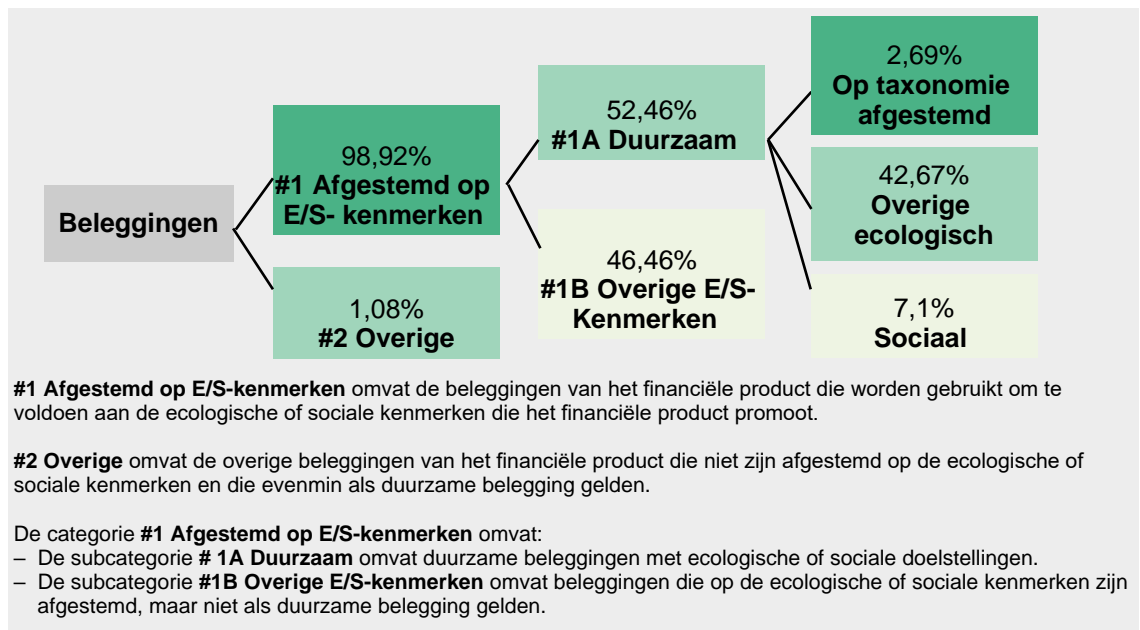 Beleggingen
98,92%
#1 Afgestemd op
E/S- kenmerken
1,08%
#2 Overige
52,46%
#1A Duurzaam
46,46%
#1B Overige E/S-
Kenmerken
2,69%
Op taxonomie
afgestemd
42,67%
Overige
ecologisch
7,1%
Sociaal
#1 Afgestemd op E/S-kenmerken omvat de beleggingen van het financiële product die worden gebruikt om te
voldoen aan de ecologische of sociale kenmerken die het financiële product promoot.
#2 Overige omvat de overige beleggingen van het financiële product die niet zijn afgestemd op de ecologische of
sociale kenmerken en die evenmin als duurzame belegging gelden.
De categorie #1 Afgestemd op E/S-kenmerken omvat:
– De subcategorie # 1A Duurzaam omvat duurzame beleggingen met ecologische of sociale doelstellingen.
– De subcategorie #1B Overige E/S-kenmerken omvat beleggingen die op de ecologische of sociale kenmerken zijn
afgestemd, maar niet als duurzame belegging gelden.